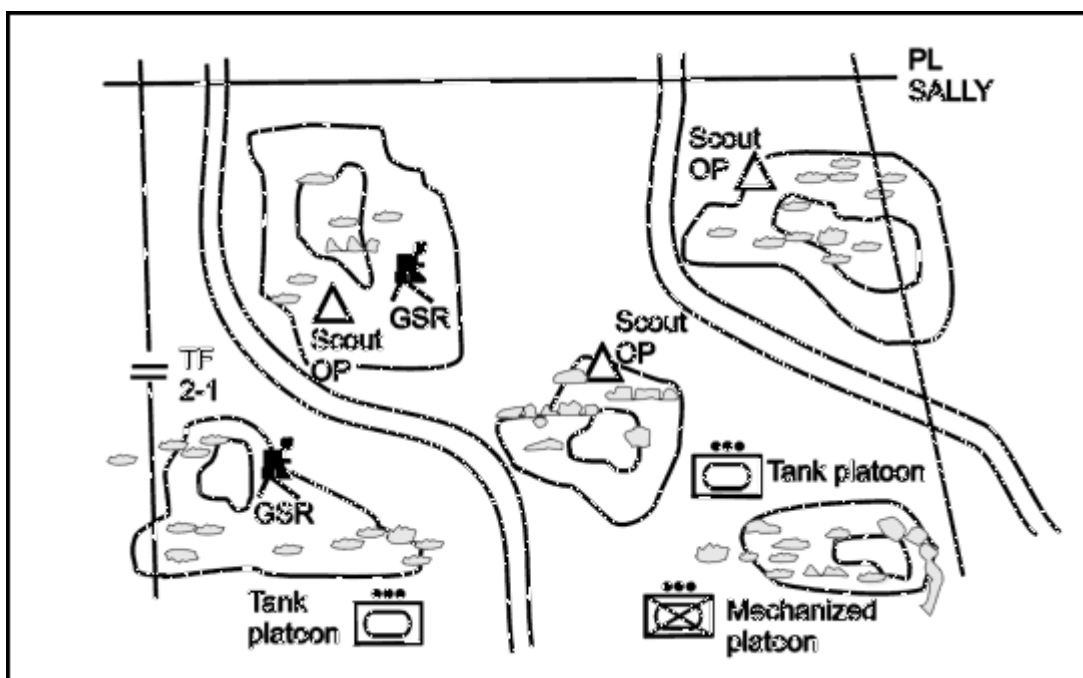 PL
SALLY
Scout
OP
GSR
Scout
OP
Scout
OP
TF
2-1
GSR
Tank platoon
Tank
platoon
Mechanized
platoon